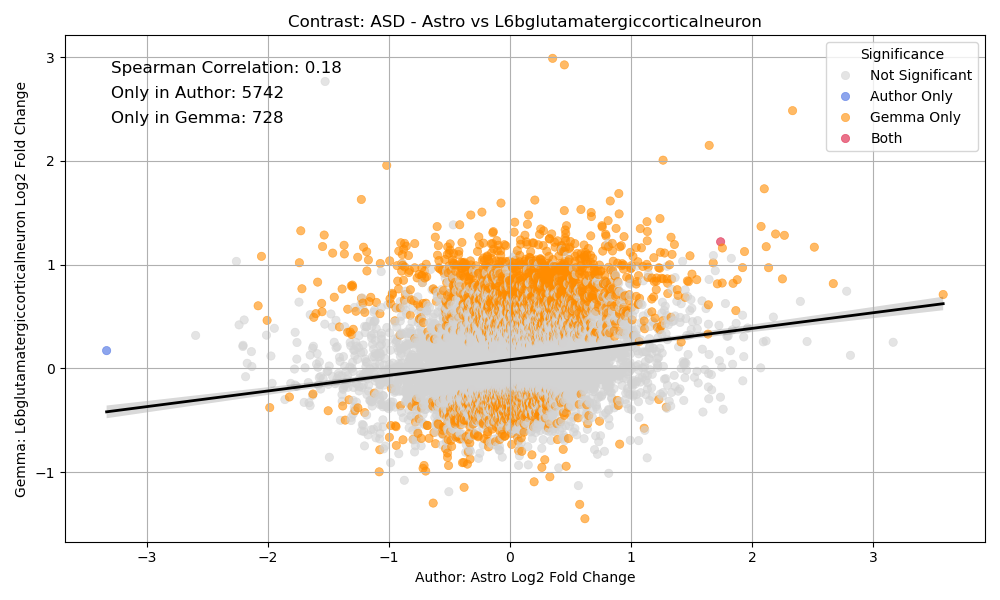 Contrast: ASD - Astro vs L6bglutamatergiccorticalneuron
Spearman Correlation: 0.18
Only in Author: 5742
Only in Gemma: 728
Significance
Not Significant
Author Only
Gemma Only
Both
3
2
1
0
−1
Gemma: L6bglutamatergiccorticalneuron Log2 Fold Change
−3
−2
−1
0
1
2
3
Author: Astro Log2 Fold Change